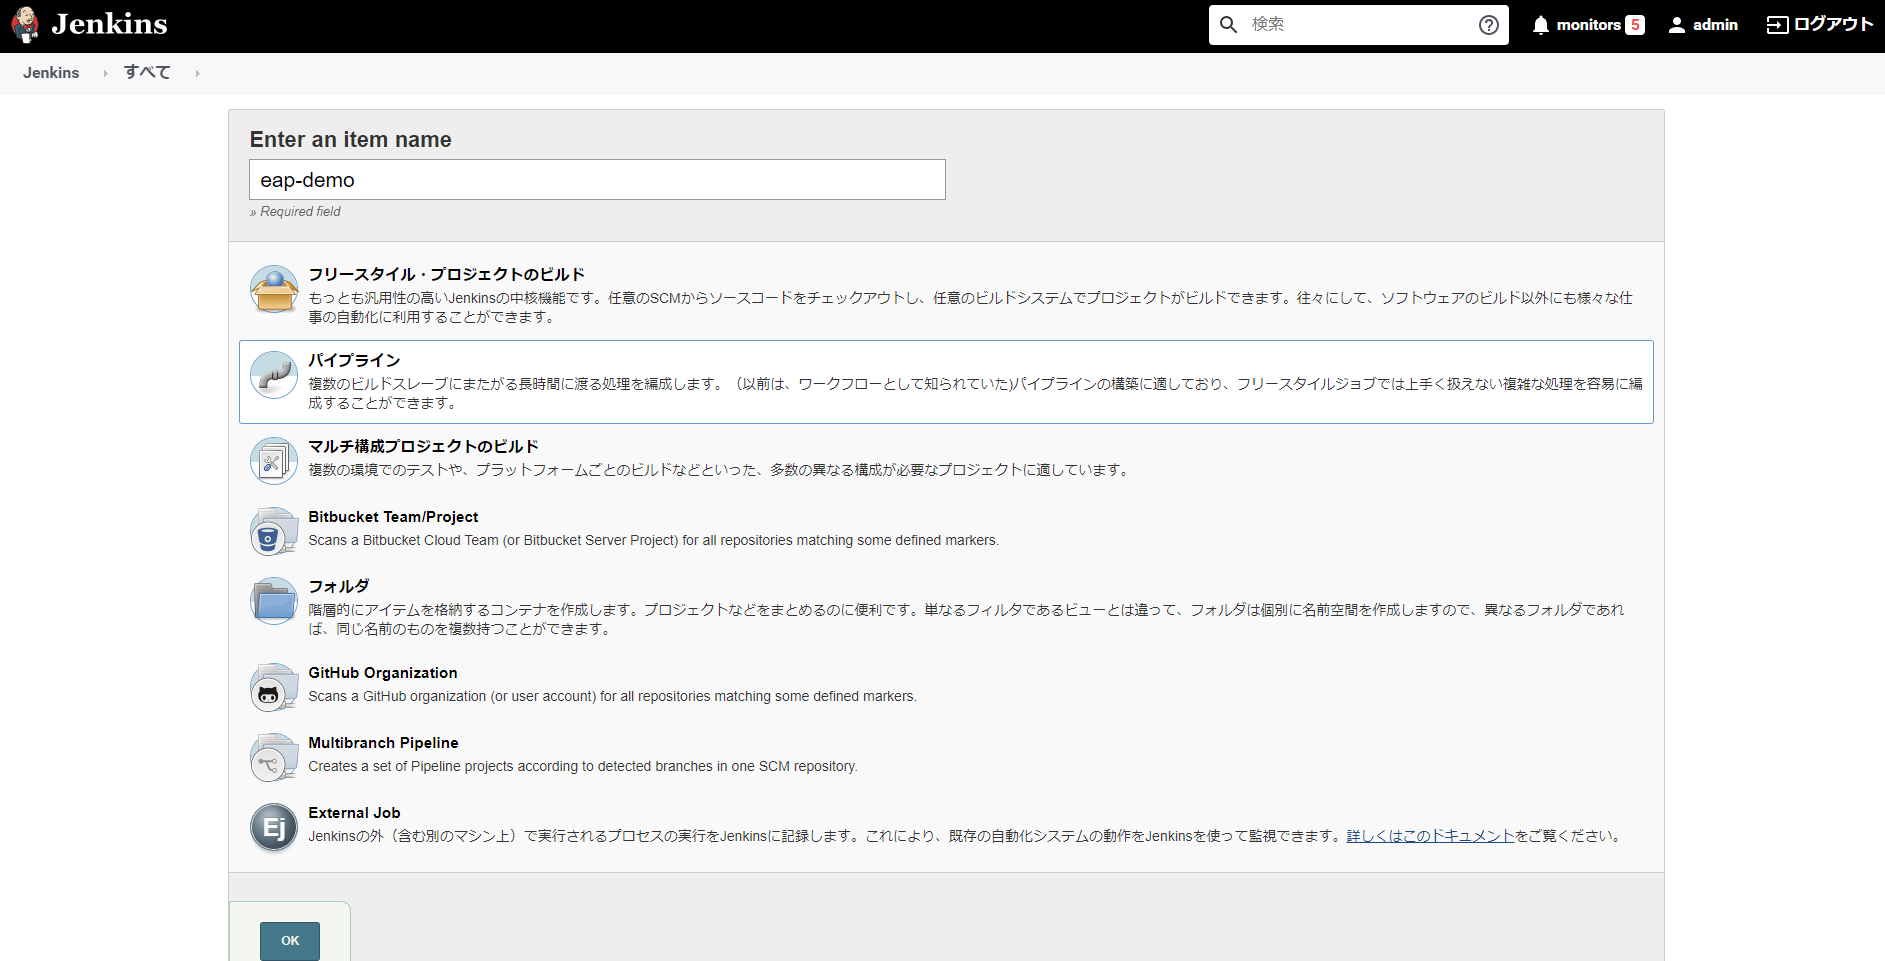 Jenkins
検索
monitors 5
admin
ログアウト
Jenkins
すべて
Enter an item name
eap-demo
» Required field
フリースタイル・プロジェクトのビルド
もっとも汎用性の高いJenkinsの中核機能です。任意のSCMからソースコードをチェックアウトし、任意のビルドシステムでプロジェクトがビルドできます。往々にして、ソフトウェアのビルド以外にも様々な仕
事の自動化に利用することができます。
パイプライン
複数のビルドスレーブにまたがる長時間に渡る処理を編成します。（以前は、ワークフローとして知られていた)パイプラインの構築に適しており、フリースタイルジョブでは上手く扱えない複雑な処理を容易に編
成することができます。
マルチ構成プロジェクトのビルド
複数の環境でのテストや、プラットフォームごとのビルドなどといった、多数の異なる構成が必要なプロジェクトに適しています。
Bitbucket Team/Project
Scans a Bitbucket Cloud Team (or Bitbucket Server Project) for all repositories matching some defined markers.
フォルダ
階層的にアイテムを格納するコンテナを作成します。プロジェクトなどをまとめるのに便利です。単なるフィルタであるビューとは違って、フォルダは個別に名前空間を作成しますので、異なるフォルダであれ
ば、同じ名前のものを複数持つことができます。
GitHub Organization
Scans a GitHub organization (or user account) for all repositories matching some defined markers.
Multibranch Pipeline
Creates a set of Pipeline projects according to detected branches in one SCM repository.
Ej
External Job
Jenkinsの外（含む別のマシン上）で実行されるプロセスの実行をJenkinsに記録します。これにより、既存の自動化システムの動作をJenkinsを使って監視できます。詳しくはこのドキュメントをご覧ください。
OK